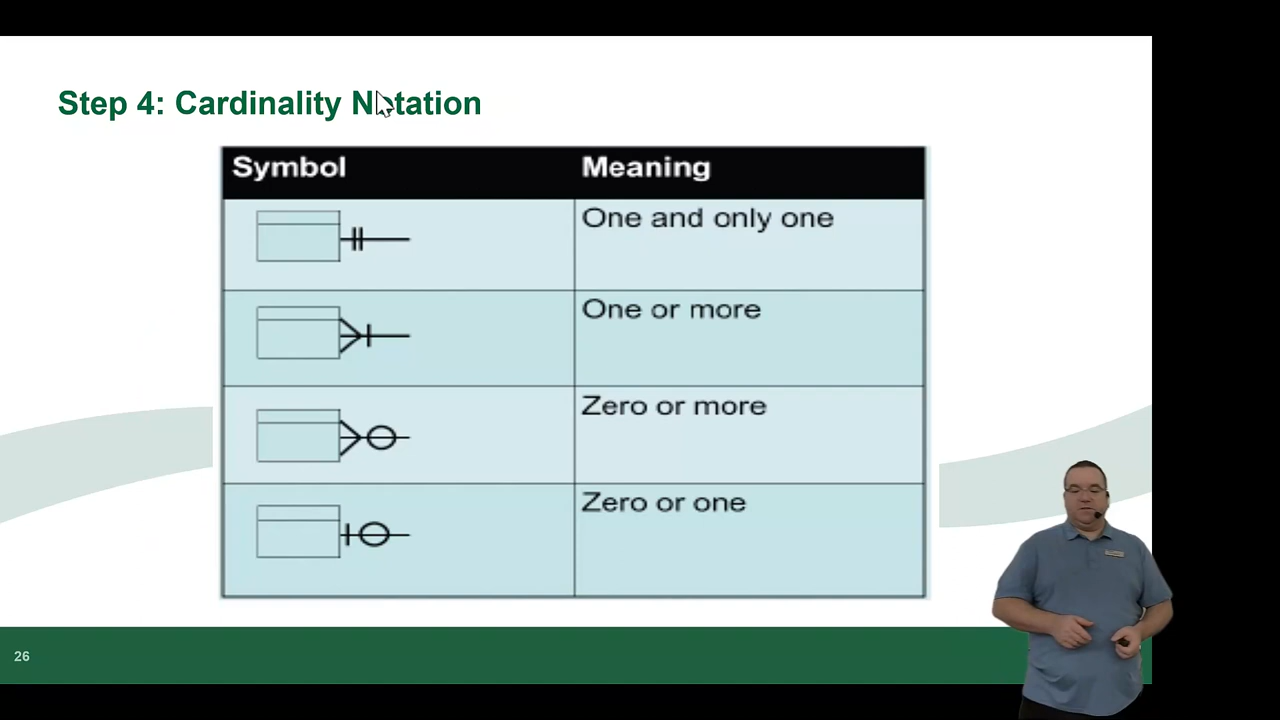 Step 4: Cardinality Notation
Symbol Meaning
One and only one
One or more
Zero or more
Zero or one
26